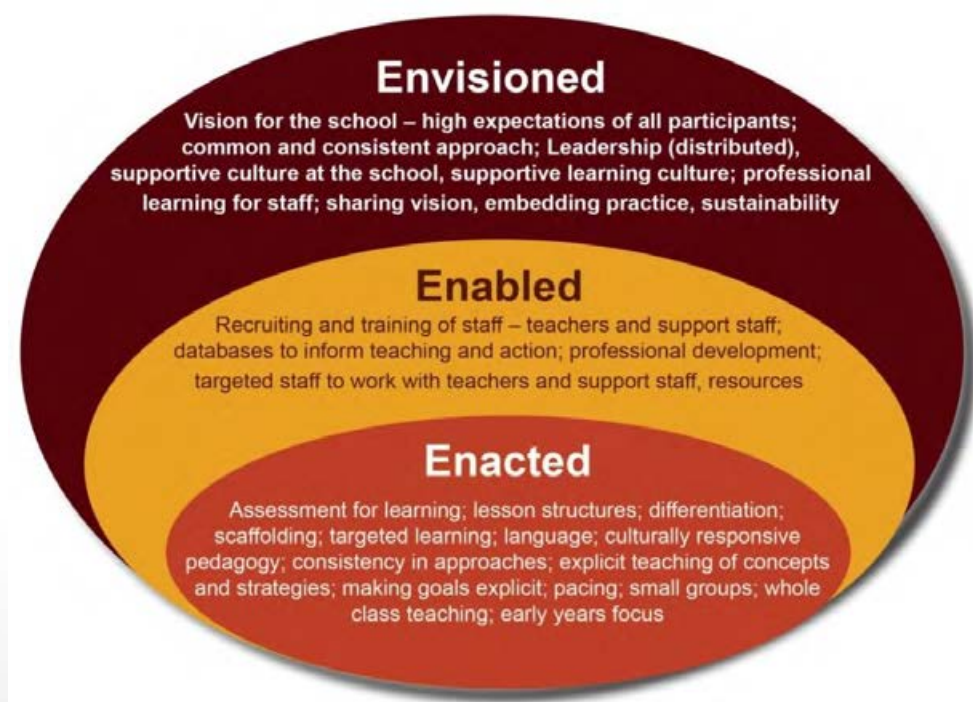 Envisioned
Vision for the school – high expectations of all participants;
common and consistent approach; Leadership (distributed),
supportive culture at the school, supportive learning culture; professional
learning for staff; sharing vision, embedding practice, sustainability
Enabled
Recruiting and training of staff – teachers and support staff;
databases to inform teaching and action; professional development;
targeted staff to work with teachers and support staff, resources
Enacted
Assessment for learning; lesson structures; differentiation;
scaffolding; targeted learning; language; culturally responsive
pedagogy; consistency in approaches; explicit teaching of concepts
and strategies; making goals explicit; pacing; small groups; whole
class teaching; early years focus